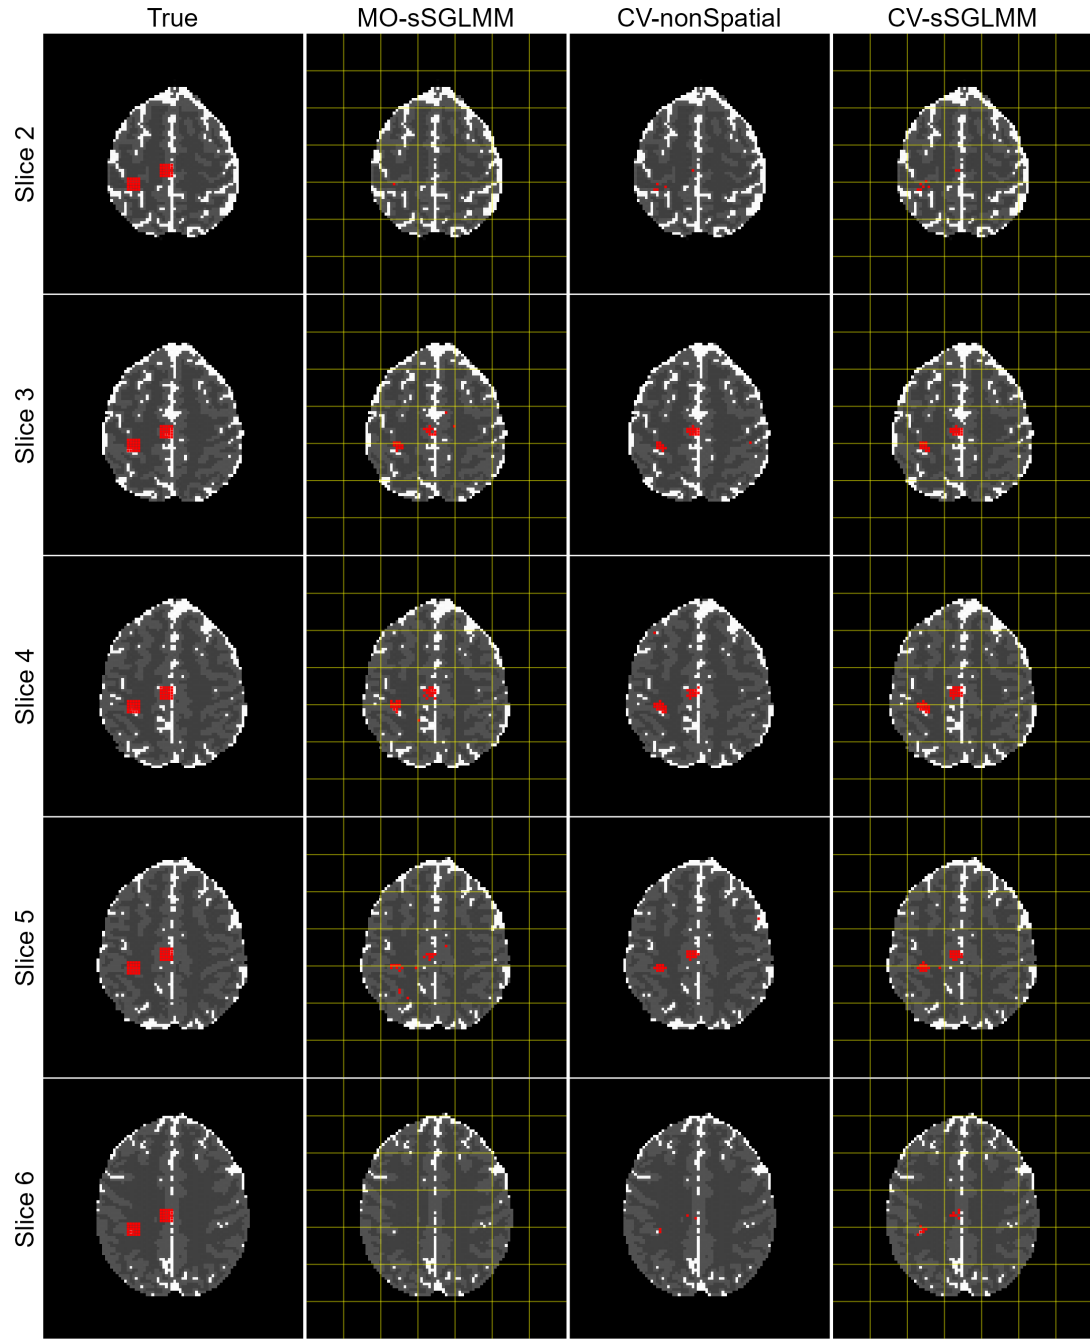 True MO-sSGLMM CV-nonSpatial CV-sSGLMM
Slice 2
Slice 3
Slice 4
Slice 5
Slice 6